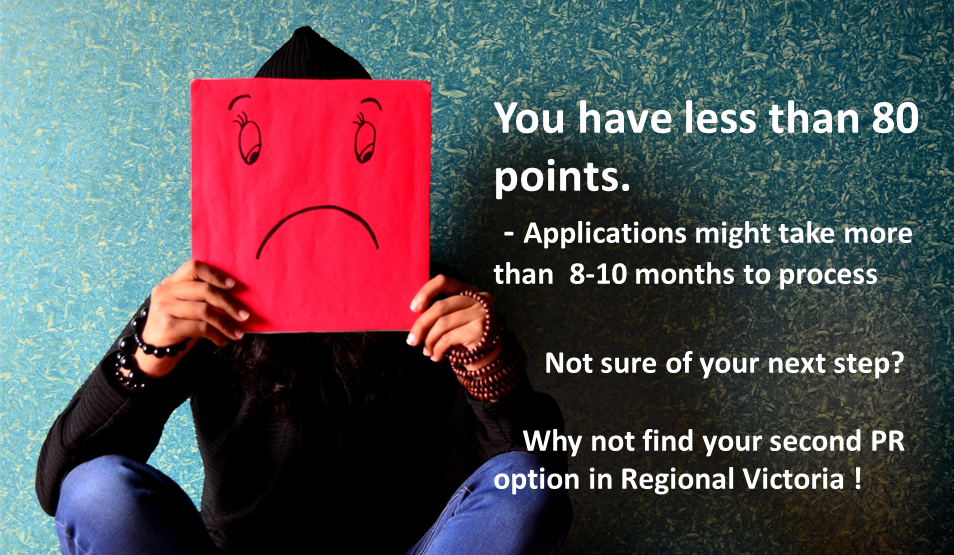 You have less than 80
points.
- Applications might take more
than 8-10 months to process
Not sure of your next step?
Why not find your second PR
option in Regional Victoria !